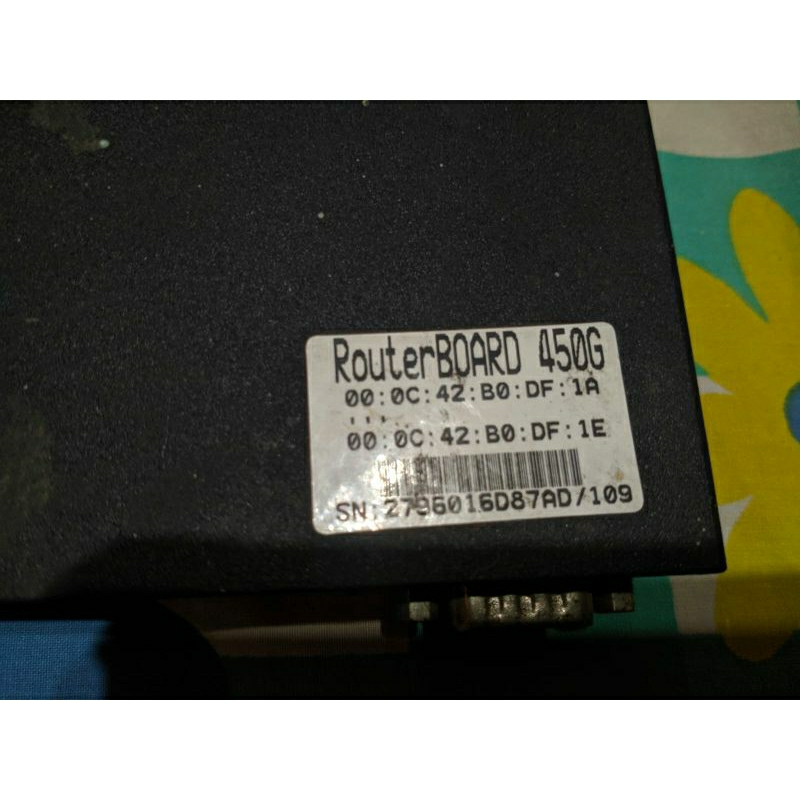 RouterBOARD 450G
00:0C:42:B0:DF:1A
....
00:0C:42:B0:DF:1E
SN:2796016D87AD/109